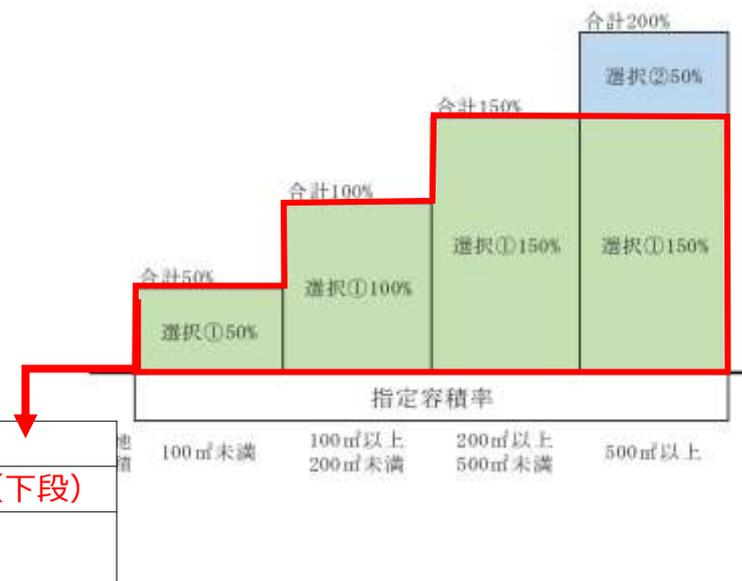 合計200%
選択②50%
合計150%
合計100%
選択①150%
選択①150%
合計50%
選択①100%
選択①50%
指定容積率
100㎡未満
100㎡以上
200㎡未満
200㎡以上
500㎡未満
500㎡以上
(下段)